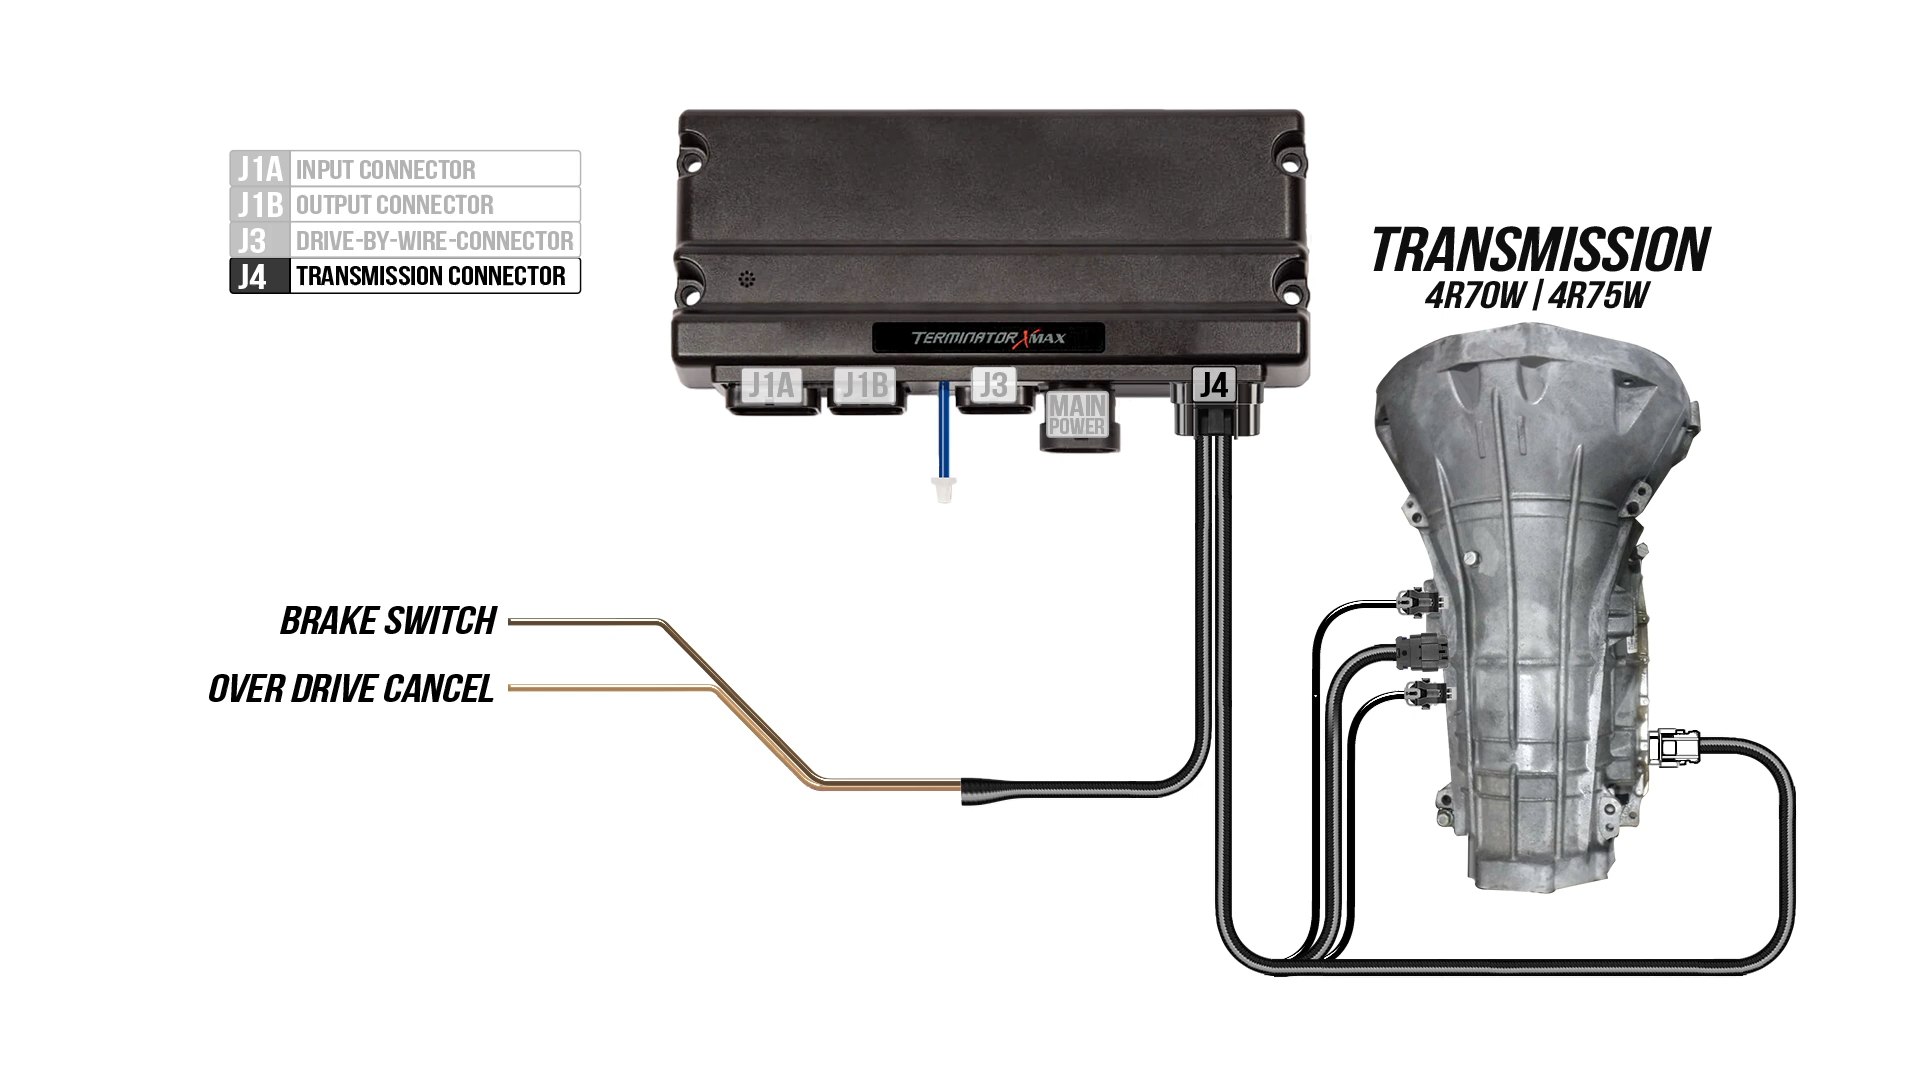 J1A INPUT CONNECTOR
J1B OUTPUT CONNECTOR
J3 DRIVE-BY-WIRE-CONNECTOR
J4 TRANSMISSION CONNECTOR
TRANSMISSION
4R70W | 4R75W
TERMINATOR X MAX
J1A
J1B
J3
MAIN
POWER
J4
BRAKE SWITCH
OVER DRIVE CANCEL